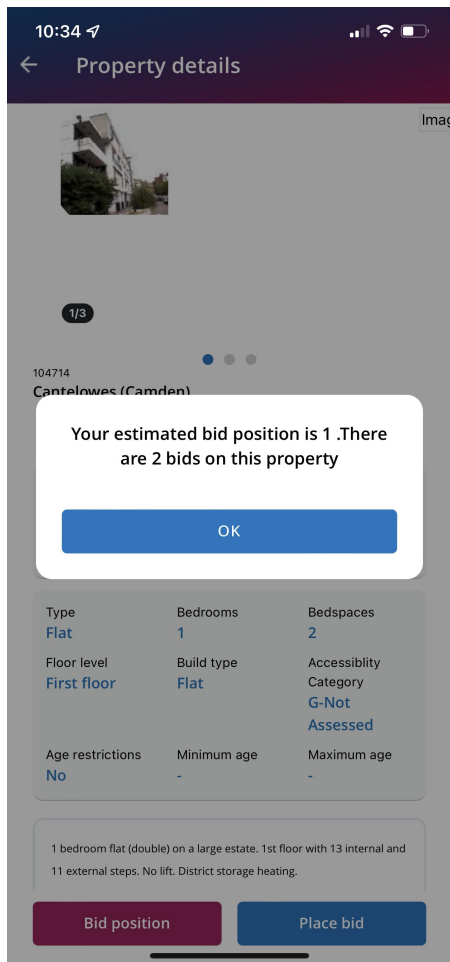 10:34
Property details
Imag
1/3
104714
Cantelowes (Camden)
Your estimated bid position is 1 .There
are 2 bids on this property
OK
Type Bedrooms Bedspaces
Flat 1 2
Floor level Build type Accessiblity
Category
First floor Flat G-Not
Assessed
Age restrictions Minimum age Maximum age
No - -
1 bedroom flat (double) on a large estate. 1st floor with 13 internal and
11 external steps. No lift. District storage heating.
Bid position Place bid